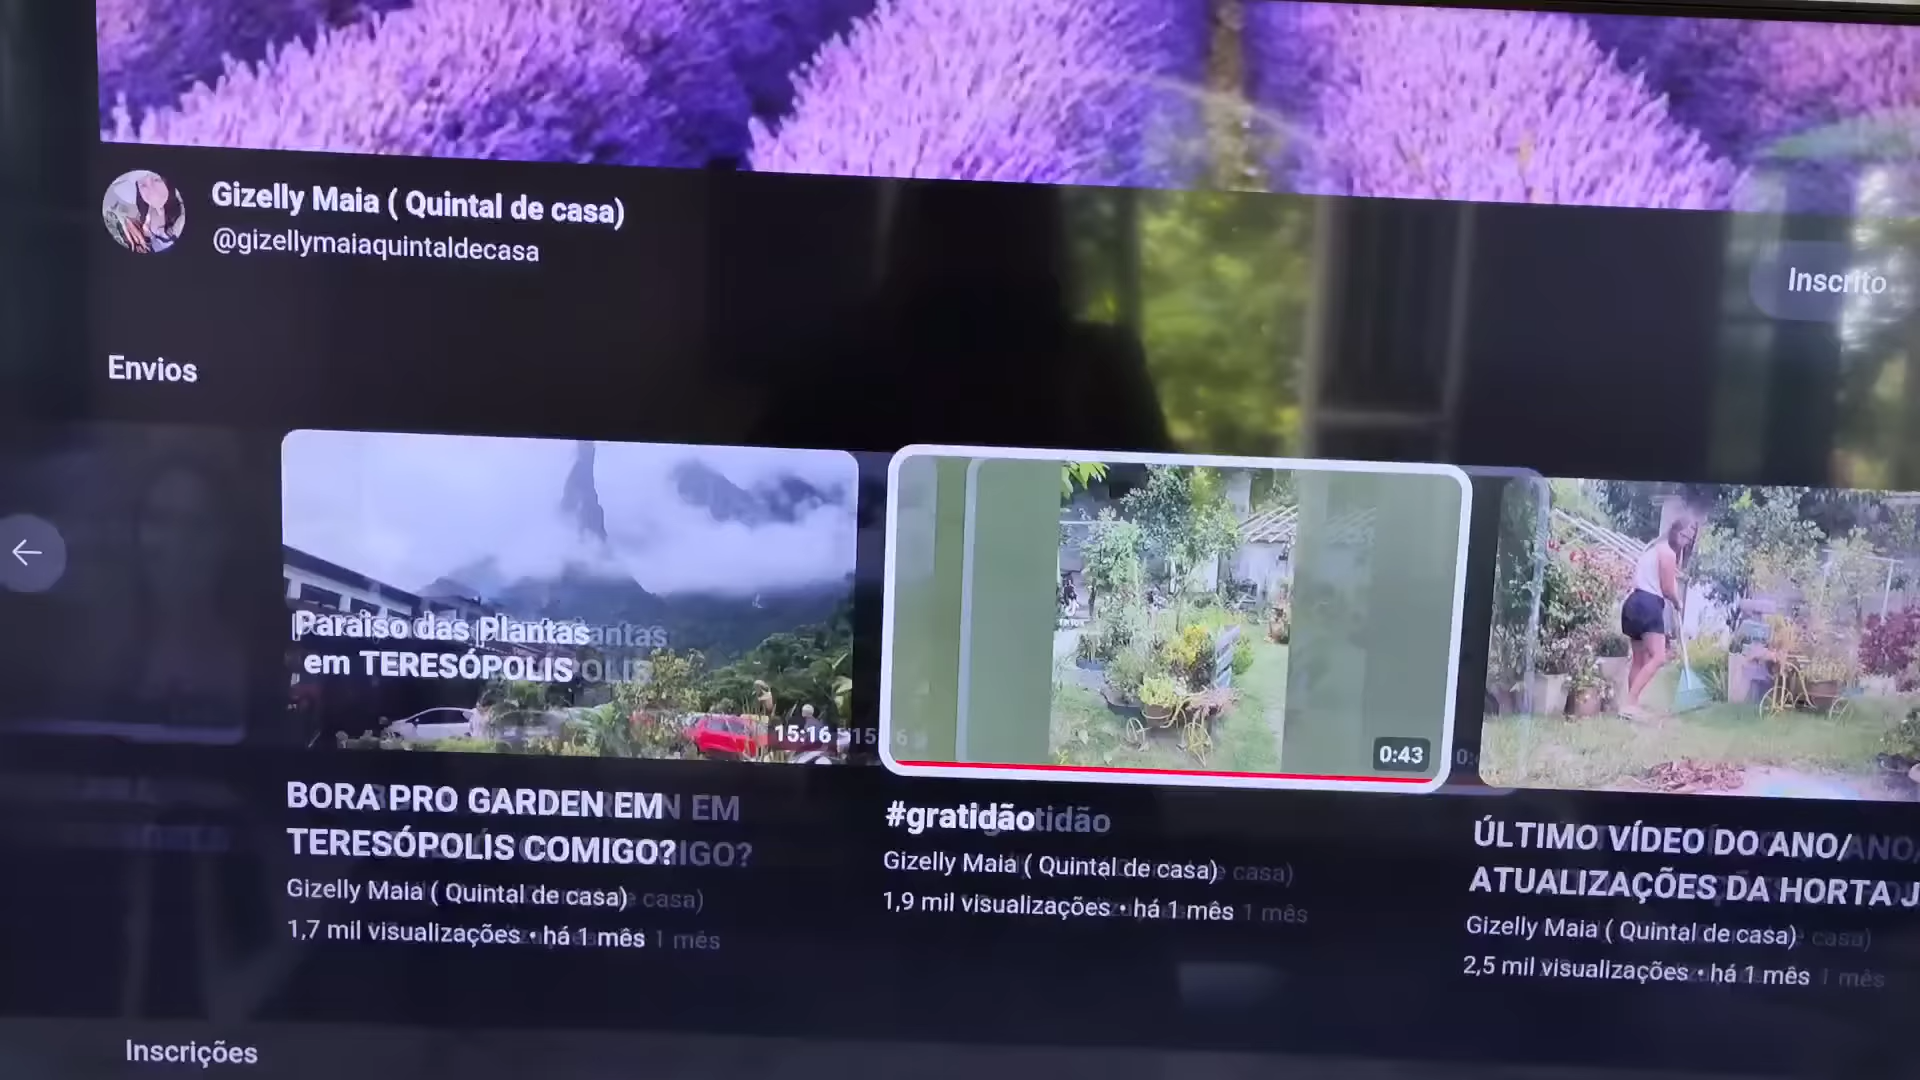 Gizelly Maia ( Quintal de casa)
@gizellymaiaquintaldecasa
Inscrito
Envios
Paraiso das Plantas
em TERESÓPOLIS
15:16
0:43
BORA PRO GARDEN EM
TERESÓPOLIS COMIGO?
Gizelly Maia ( Quintal de casa)
1,7 mil visualizações • há 1 mês
#gratidão
Gizelly Maia ( Quintal de casa)
1,9 mil visualizações • há 1 mês
ÚLTIMO VÍDEO DO ANO/
ATUALIZAÇÕES DA HORTA J
Gizelly Maia ( Quintal de casa)
2,5 mil visualizações • há 1 mês
Inscrições